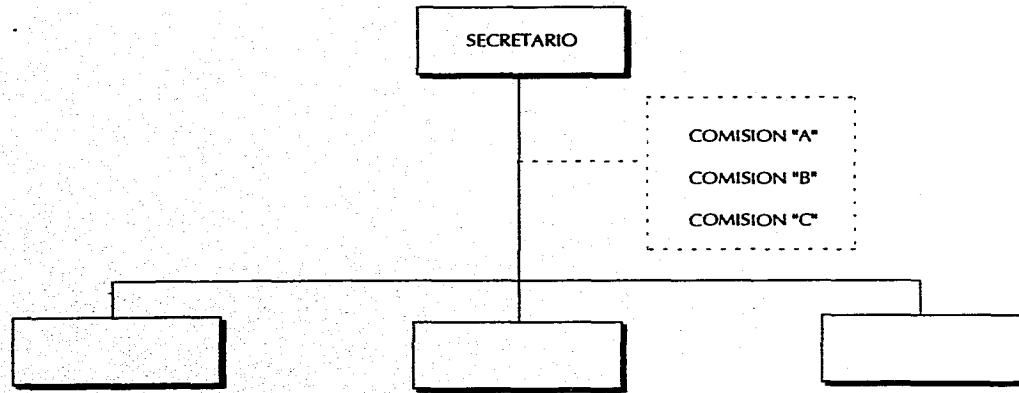 SECRETARIO
COMISION "A"
COMISION "B"
COMISION "C"